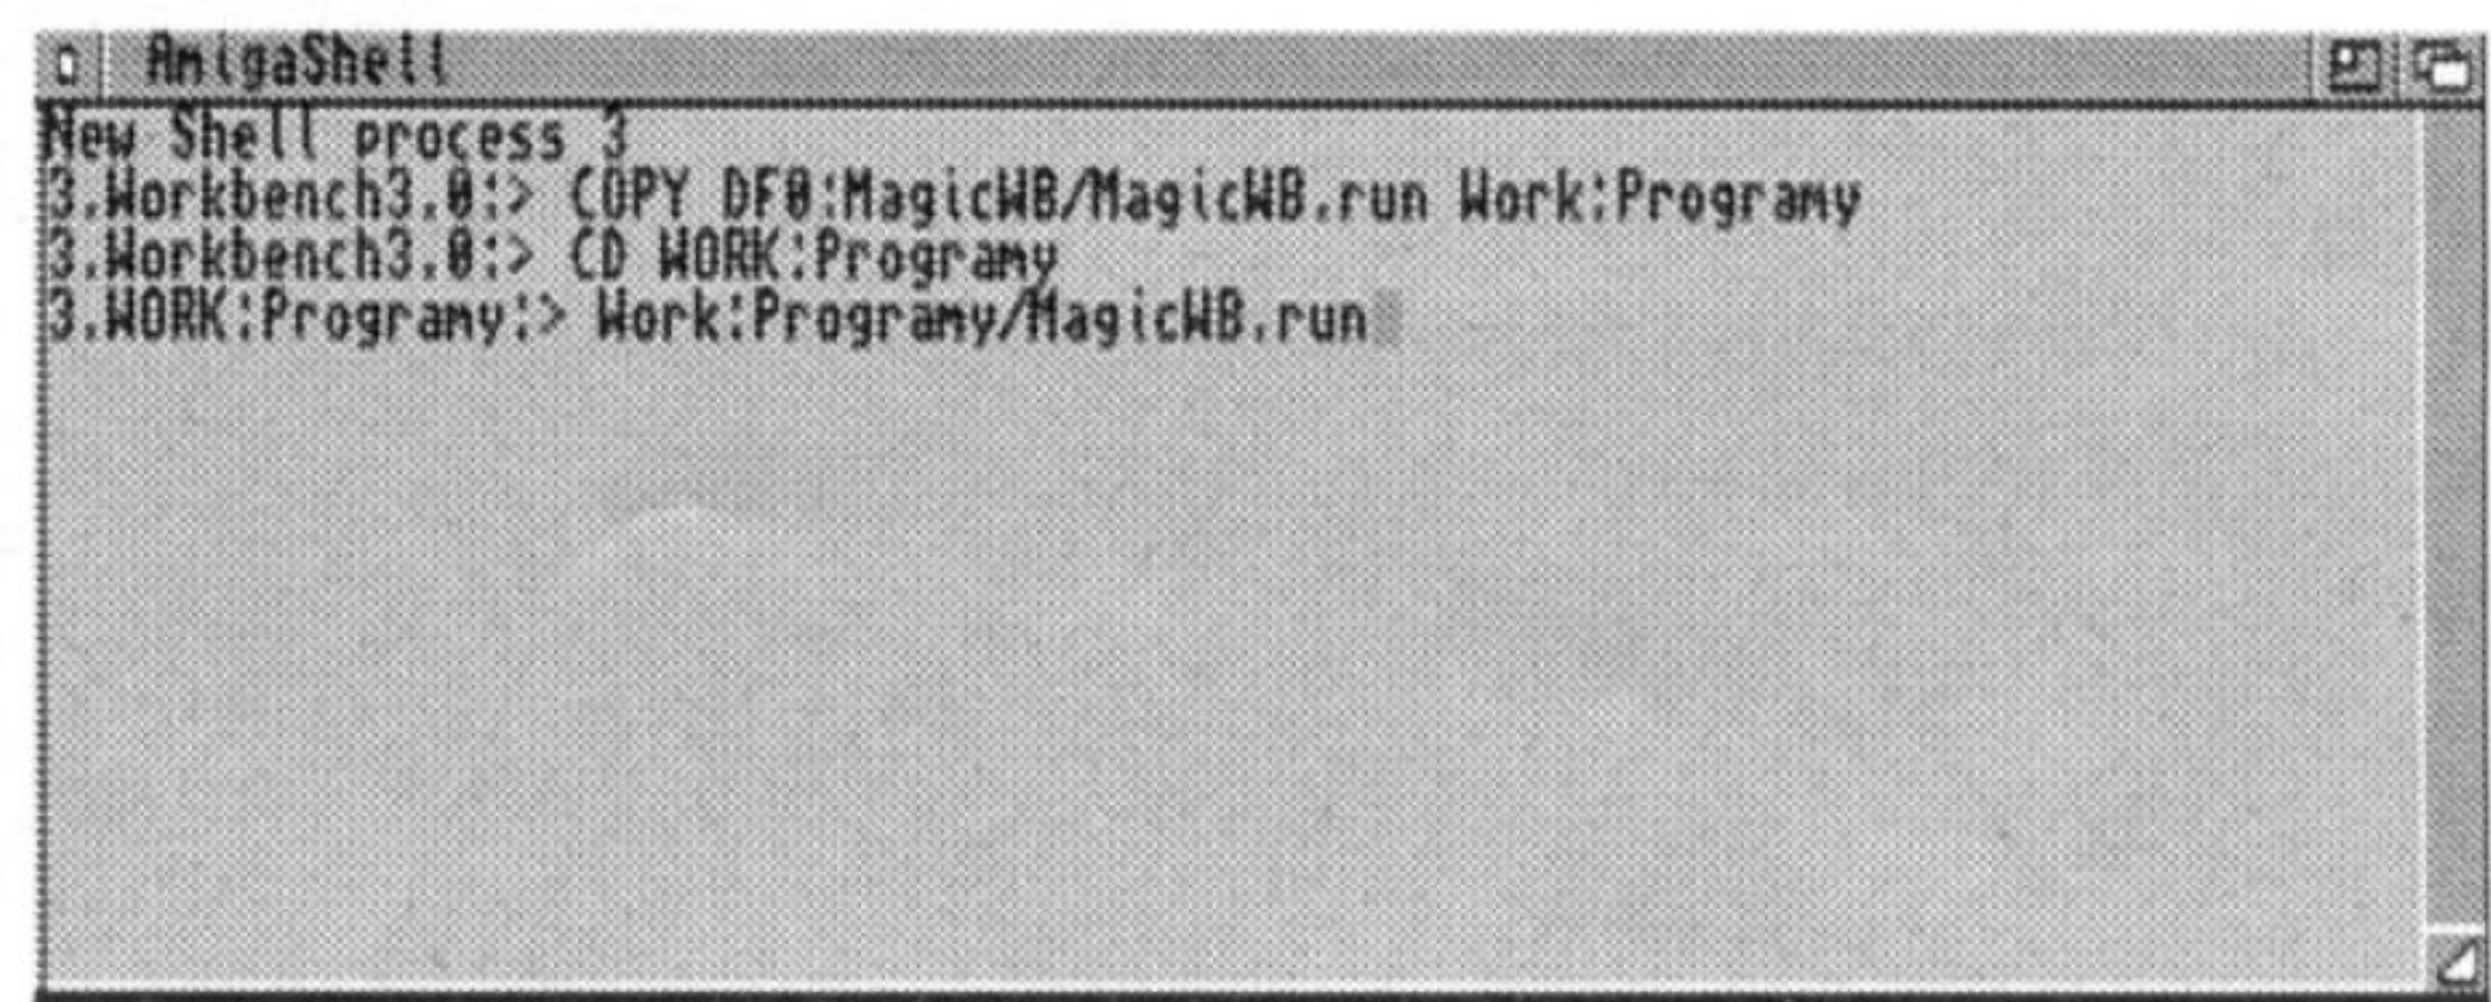 AmigaShell
New Shell process 3
3.Workbench3.0:> COPY DF0:MagicWB/MagicWB.run Work:Programy
3.Workbench3.0:> CD WORK:Programy
3.WORK:Programy:> Work:Programy/MagicWB.run